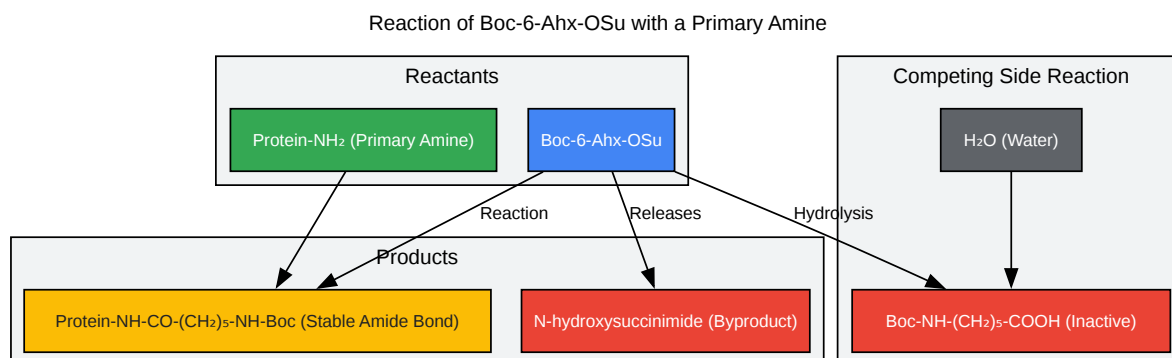 Reaction of Boc-6-Ahx-OSu with a Primary Amine
Reactants
Competing Side Reaction
Protein-NH₂ (Primary Amine)
Boc-6-Ahx-OSu
H₂O (Water)
Reaction
Releases
Hydrolysis
Products
Protein-NH-CO-(CH₂)₅-NH-Boc (Stable Amide Bond)
N-hydroxysuccinimide (Byproduct)
Boc-NH-(CH₂)₅-COOH (Inactive)